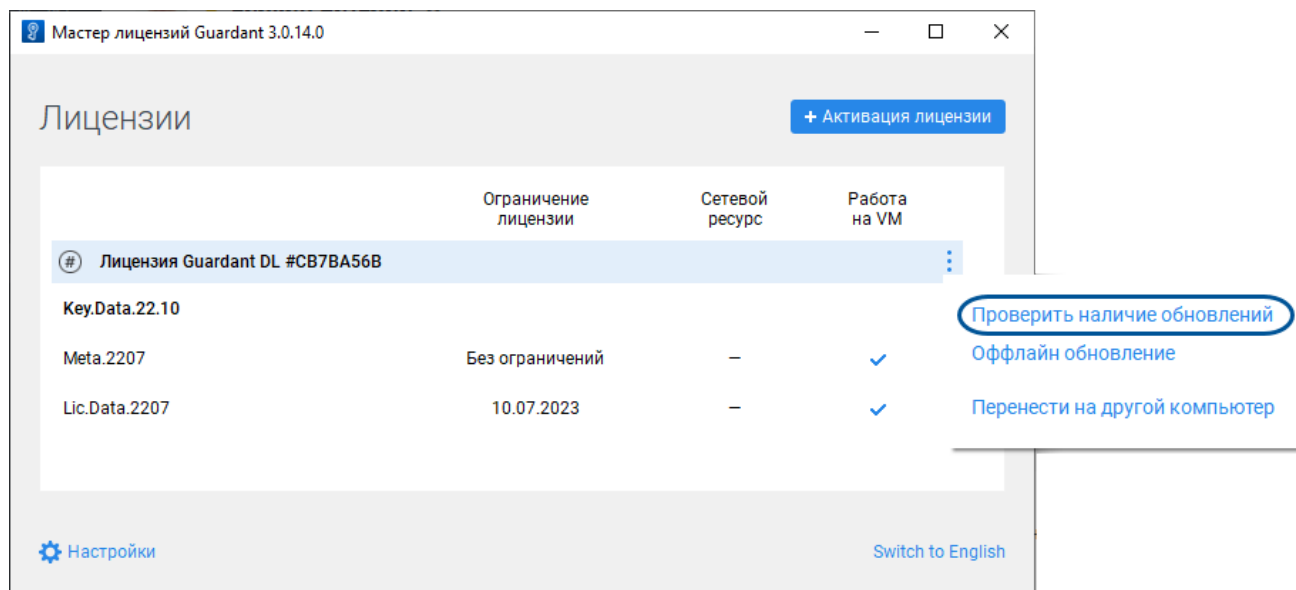 Мастер лицензий Guardant 3.0.14.0
Лицензии
+ Активация лицензии
Ограничение лицензии
Сетевой ресурс
Работа на VM
# Лицензия Guardant DL #CB7BA56B
Key.Data.22.10
Проверить наличие обновлений
Meta.2207 Без ограничений –
Оффлайн обновление
Lic.Data.2207 10.07.2023 –
Перенести на другой компьютер
Настройки
Switch to English